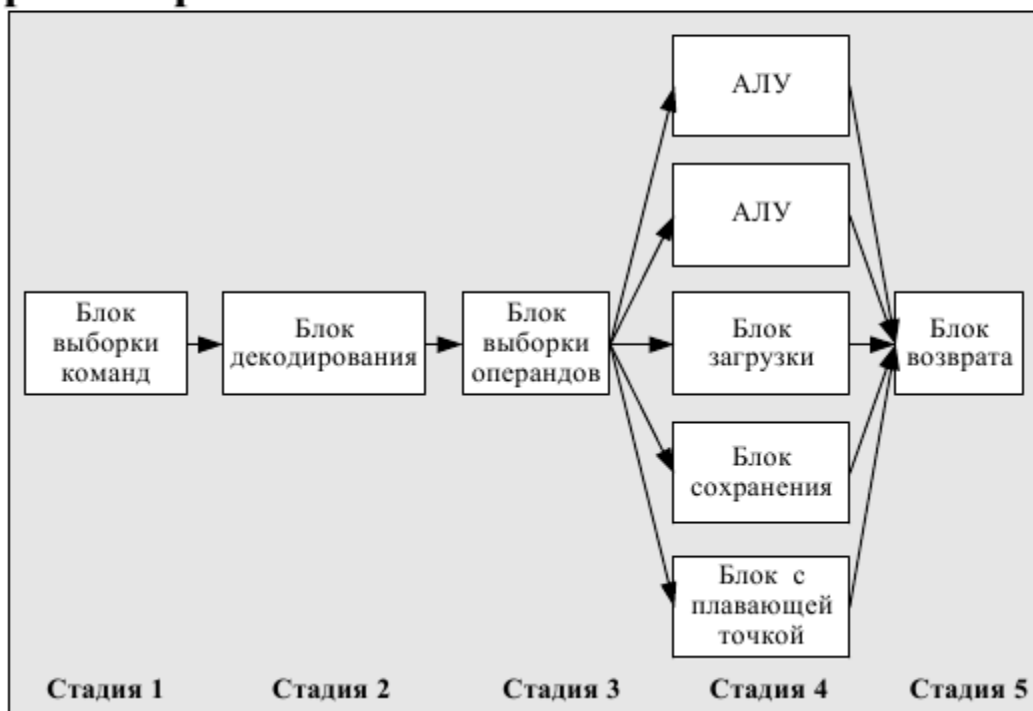 АЛУ
АЛУ
Блок
выборки
команд
Блок
декодирования
Блок
выборки
операндов
Блок
загрузки
Блок
возврата
Блок
сохранения
Блок с
плавающей
точкой
Стадия 1
Стадия 2
Стадия 3
Стадия 4
Стадия 5